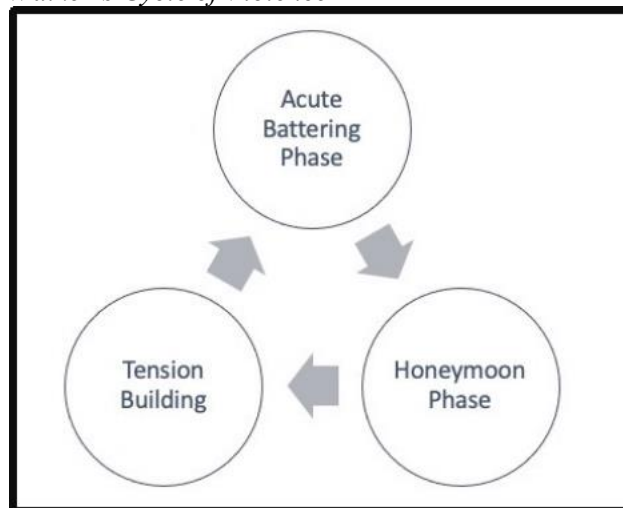 Acute
Battering
Phase
Tension
Building
Honeymoon
Phase